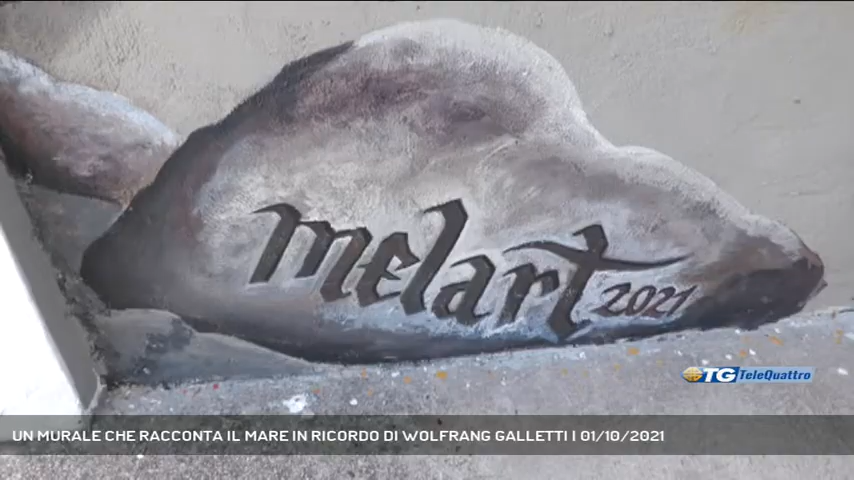 melart 2021
TG TeleQuattro
UN MURALE CHE RACCONTA IL MARE IN RICORDO DI WOLFRANG GALLETTI | 01/10/2021